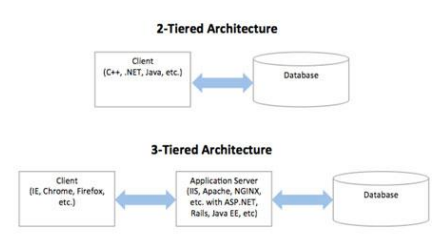 2-Tiered Architecture
Client
(C++, .NET, Java, etc.)
Database
3-Tiered Architecture
Client
(IE, Chrome, Firefox,
etc.)
Application Server
(IIS, Apache, NGINX,
etc. with ASP.NET,
Rails, Java EE, etc)
Database